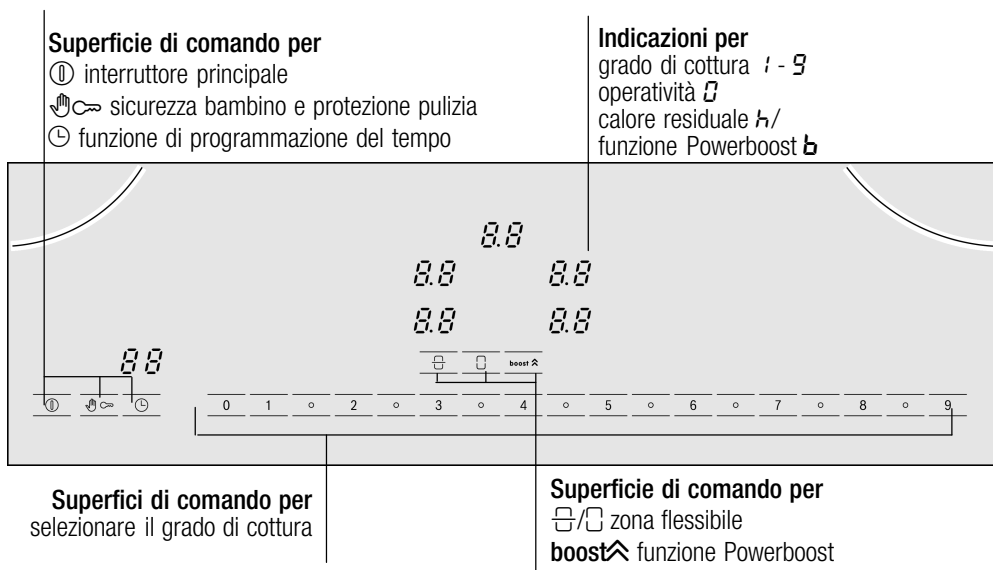 Superficie di comando per
interruttore principale
sicurezza bambino e protezione pulizia
funzione di programmazione del tempo
Indicazioni per
grado di cottura 1 - 9
operatività 0
calore residuale h/
funzione Powerboost b
8.8
8.8 8.8
8.8 8.8
88
boost
0 1 2 3 4 5 6 7 8 9
Superfici di comando per
selezionare il grado di cottura
Superficie di comando per
/ zona flessibile
boost funzione Powerboost